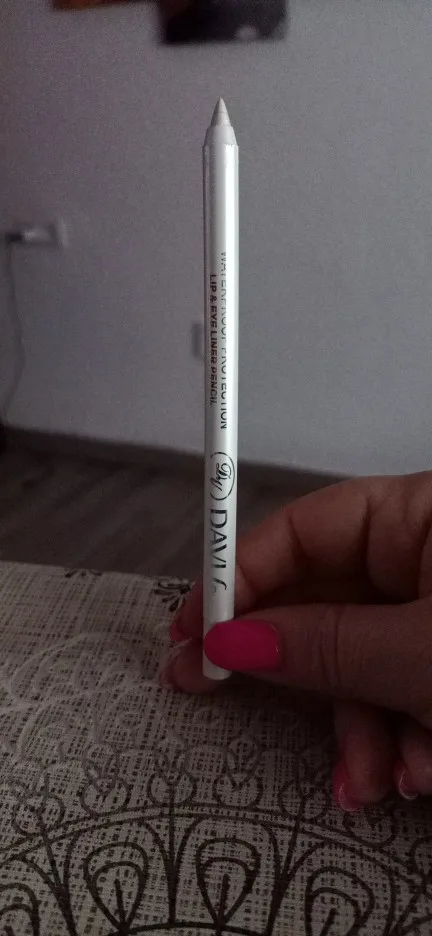 WATERPROOF PROTECTION
LIP & EYE LINER PENCIL
DAVI